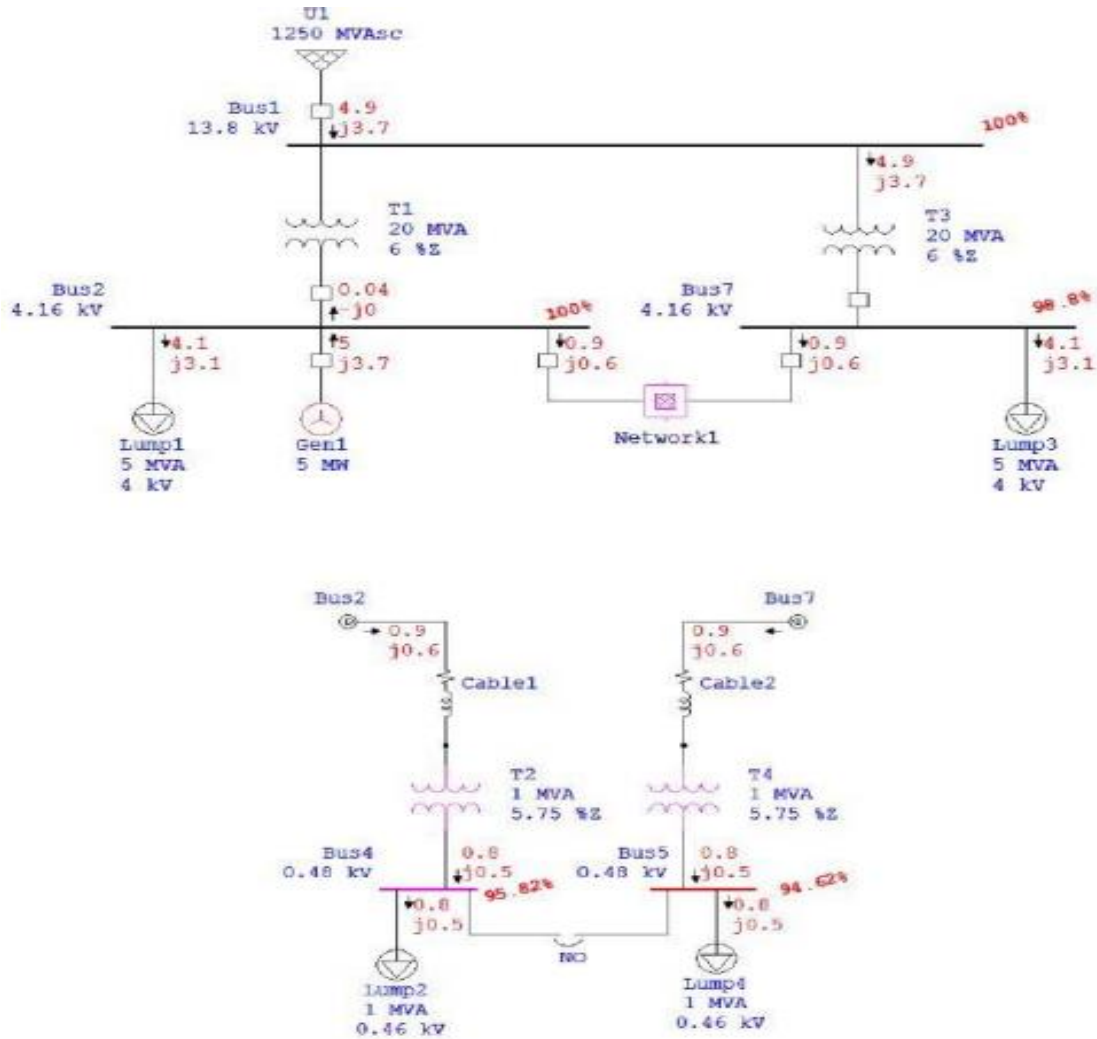 U1
1250 MVAsc
Bus1
13.8 kV
4.9
j3.7
100%
4.9
j3.7
T1
20 MVA
6 %Z
T3
20 MVA
6 %Z
Bus2
4.16 kV
0.04
-j0
100%
Bus7
4.16 kV
98.8%
4.1
j3.1
5
j3.7
0.9
j0.6
0.9
j0.6
4.1
j3.1
Lump1
5 MVA
4 kV
Gen1
5 MW
Network1
Lump3
5 MVA
4 kV
Bus2
Bus7
0.9
j0.6
0.9
j0.6
Cable1
Cable2
T2
1 MVA
5.75 %Z
T4
1 MVA
5.75 %Z
Bus4
0.48 kV
0.8
j0.5
95.82%
Bus5
0.48 kV
0.8
j0.5
94.62%
0.8
j0.5
0.8
j0.5
NO
Lump2
1 MVA
0.46 kV
Lump4
1 MVA
0.46 kV